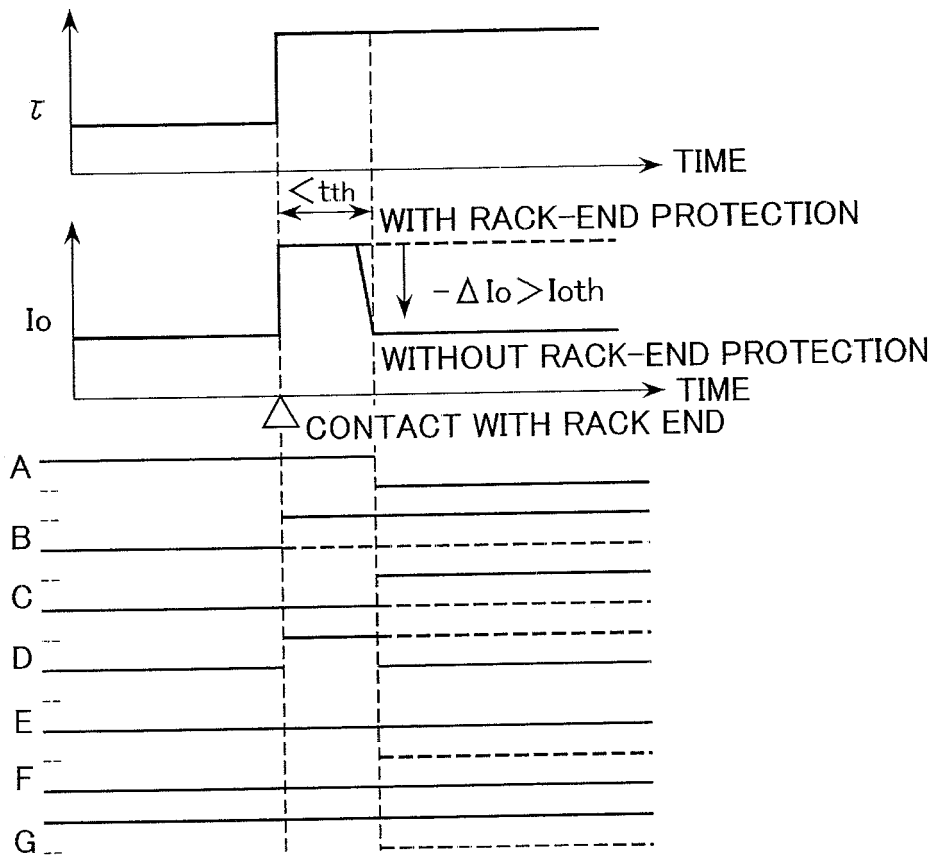 τ
TIME
<tth
WITH RACK-END PROTECTION
Io
-ΔIo>Ioth
WITHOUT RACK-END PROTECTION
TIME
CONTACT WITH RACK END
A
B
C
D
E
F
G